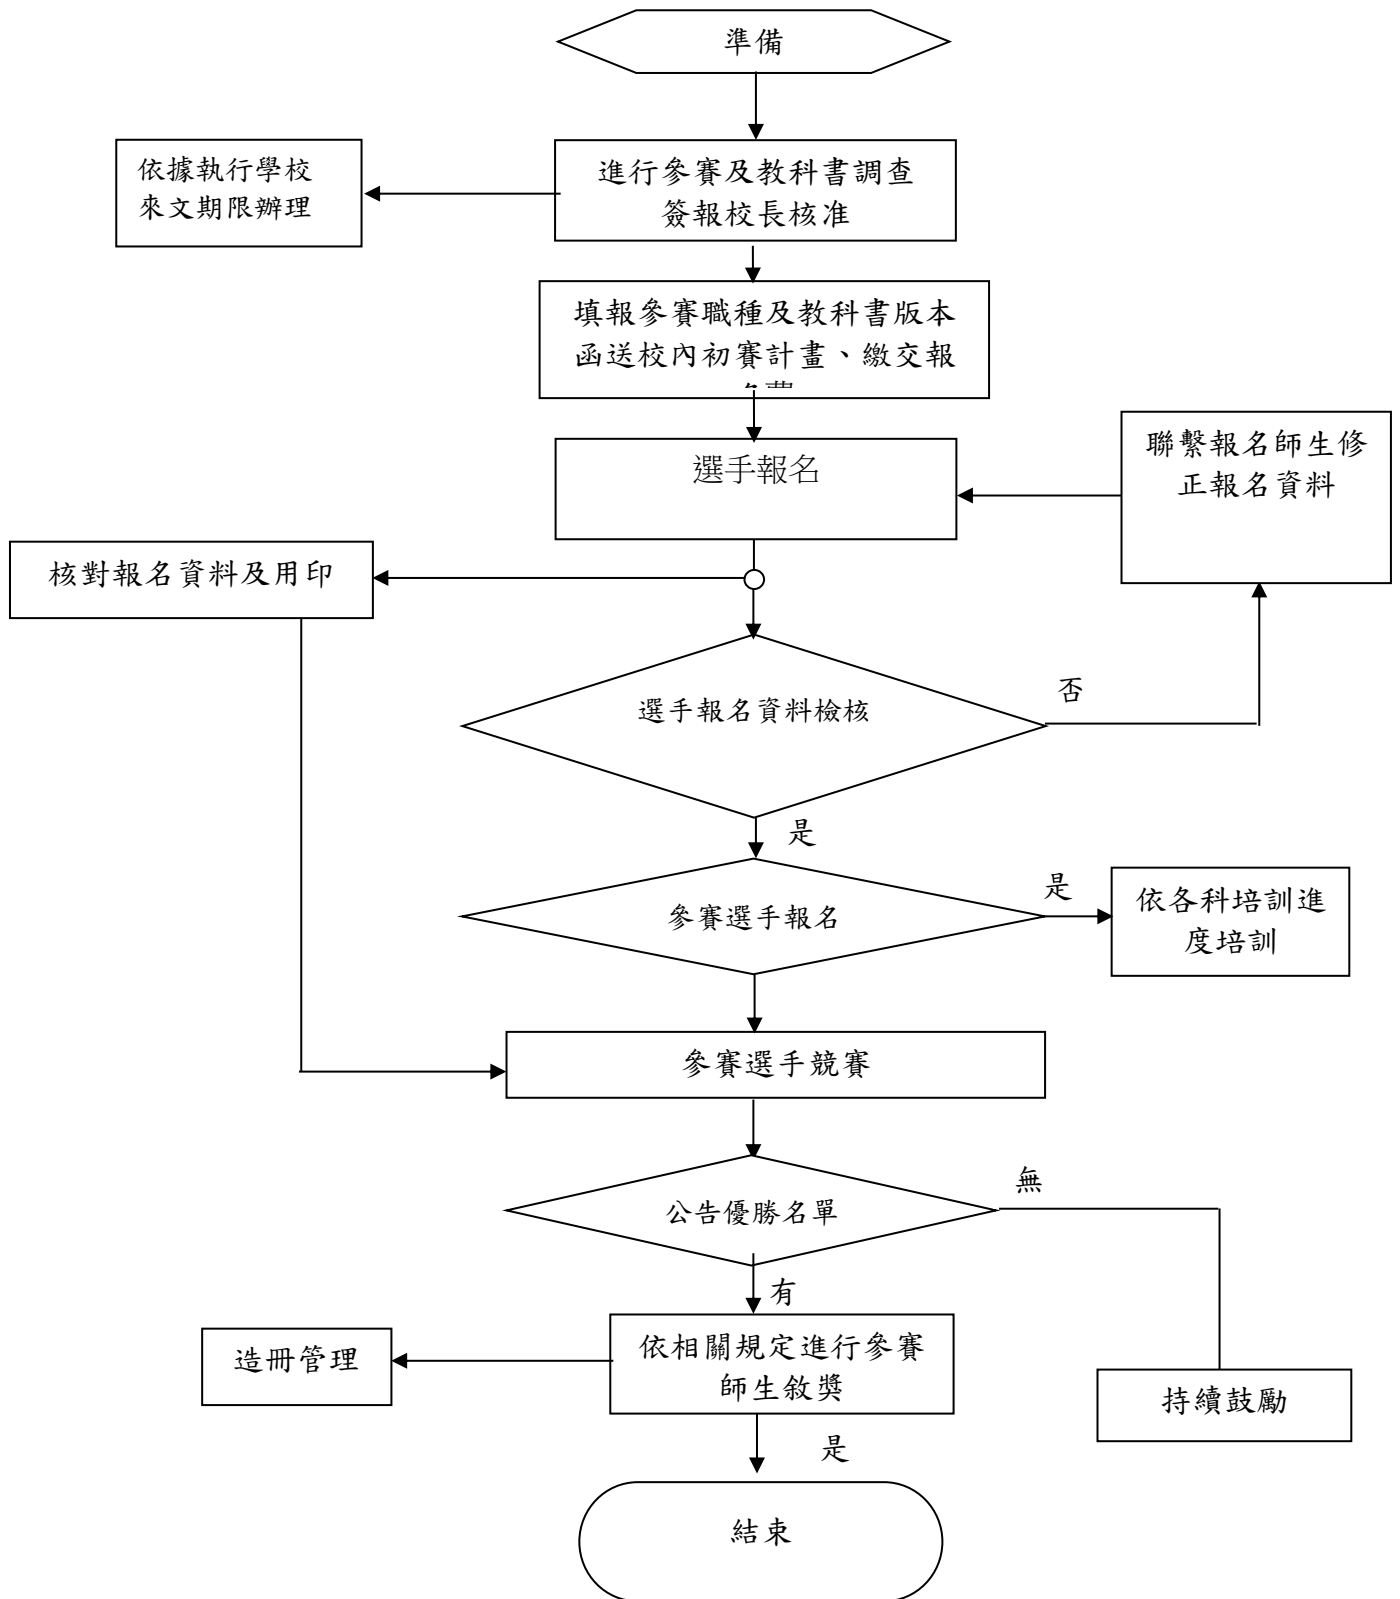 準備
依據執行學校
來文期限辦理
進行參賽及教科書調查
簽報校長核准
填報參賽職種及教科書版本
函送校內初賽計畫、繳交報
選手報名
聯繫報名師生修
正報名資料
核對報名資料及用印
選手報名資料檢核
否
是
參賽選手報名
是
依各科培訓進
度培訓
參賽選手競賽
公告優勝名單
無
有
造冊管理
依相關規定進行參賽
師生敘獎
持續鼓勵
是
結束